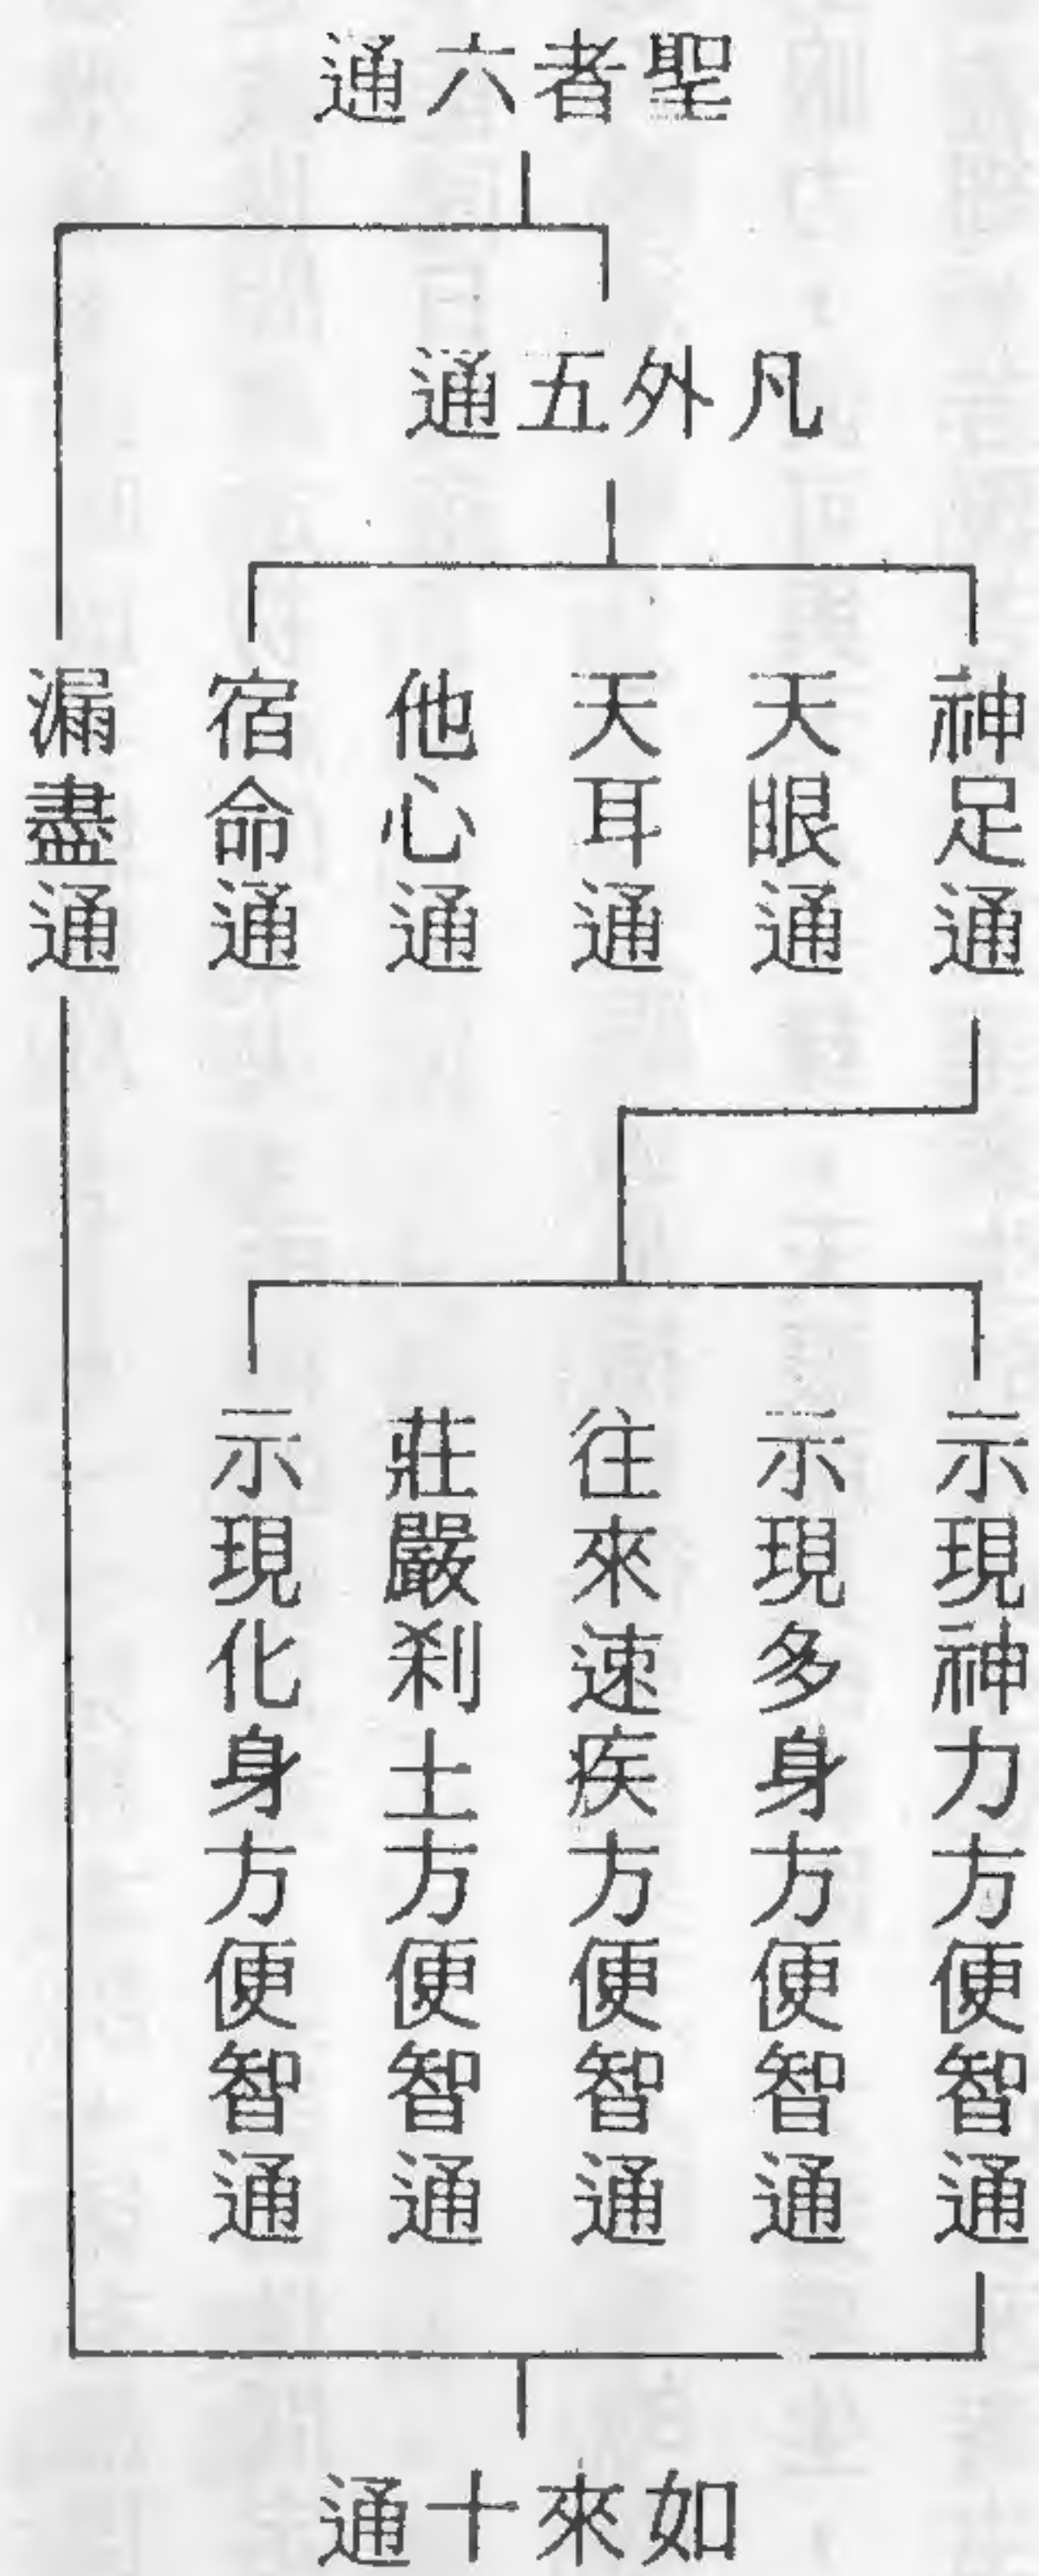 聖者六通
凡外五通
神足通
天眼通
天耳通
他心通
宿命通
漏盡通
示現神力方便智通
示現多身方便智通
往來速疾方便智通
莊嚴刹土方便智通
示現化身方便智通
如來十通